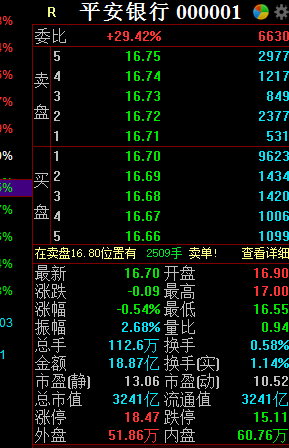 R 平安银行 000001
委比 +29.42% 6630
卖盘
5 16.75 2977
4 16.74 1217
3 16.73 849
2 16.72 2377
1 16.71 531
买盘
1 16.70 9623
2 16.69 1434
3 16.68 1420
4 16.67 1006
5 16.66 1099
在卖盘16.80位置有 2509手 卖单! 查看详细
最新 16.70 开盘 16.90
涨跌 -0.09 最高 17.00
涨幅 -0.54% 最低 16.55
振幅 2.68% 量比 0.94
总手 112.6万 换手 0.58%
金额 18.87亿 换手(实) 1.14%
市盈(静) 13.06 市盈(动) 10.52
总市值 3241亿 流通值 3241亿
涨停 18.47 跌停 15.11
外盘 51.86万 内盘 60.76万